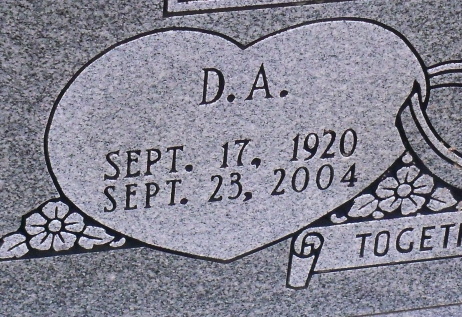 D.A.
SEPT. 17, 1920
SEPT. 23, 2004